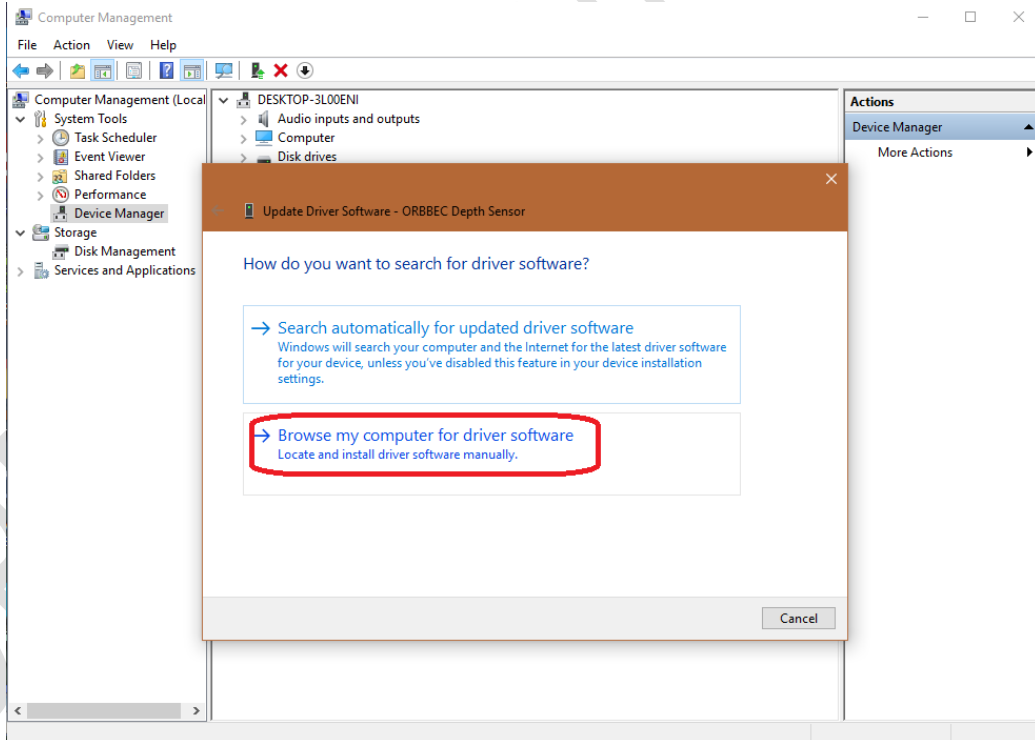 Computer Management
File Action View Help
Computer Management (Local
System Tools
Task Scheduler
Event Viewer
Shared Folders
Performance
Device Manager
Storage
Disk Management
Services and Applications
DESKTOP-3L00ENI
Audio inputs and outputs
Computer
Disk drives
Update Driver Software - ORBBEC Depth Sensor
How do you want to search for driver software?
Search automatically for updated driver software
Windows will search your computer and the Internet for the latest driver software
for your device, unless you've disabled this feature in your device installation
settings.
Browse my computer for driver software
Locate and install driver software manually.
Cancel
Actions
Device Manager
More Actions